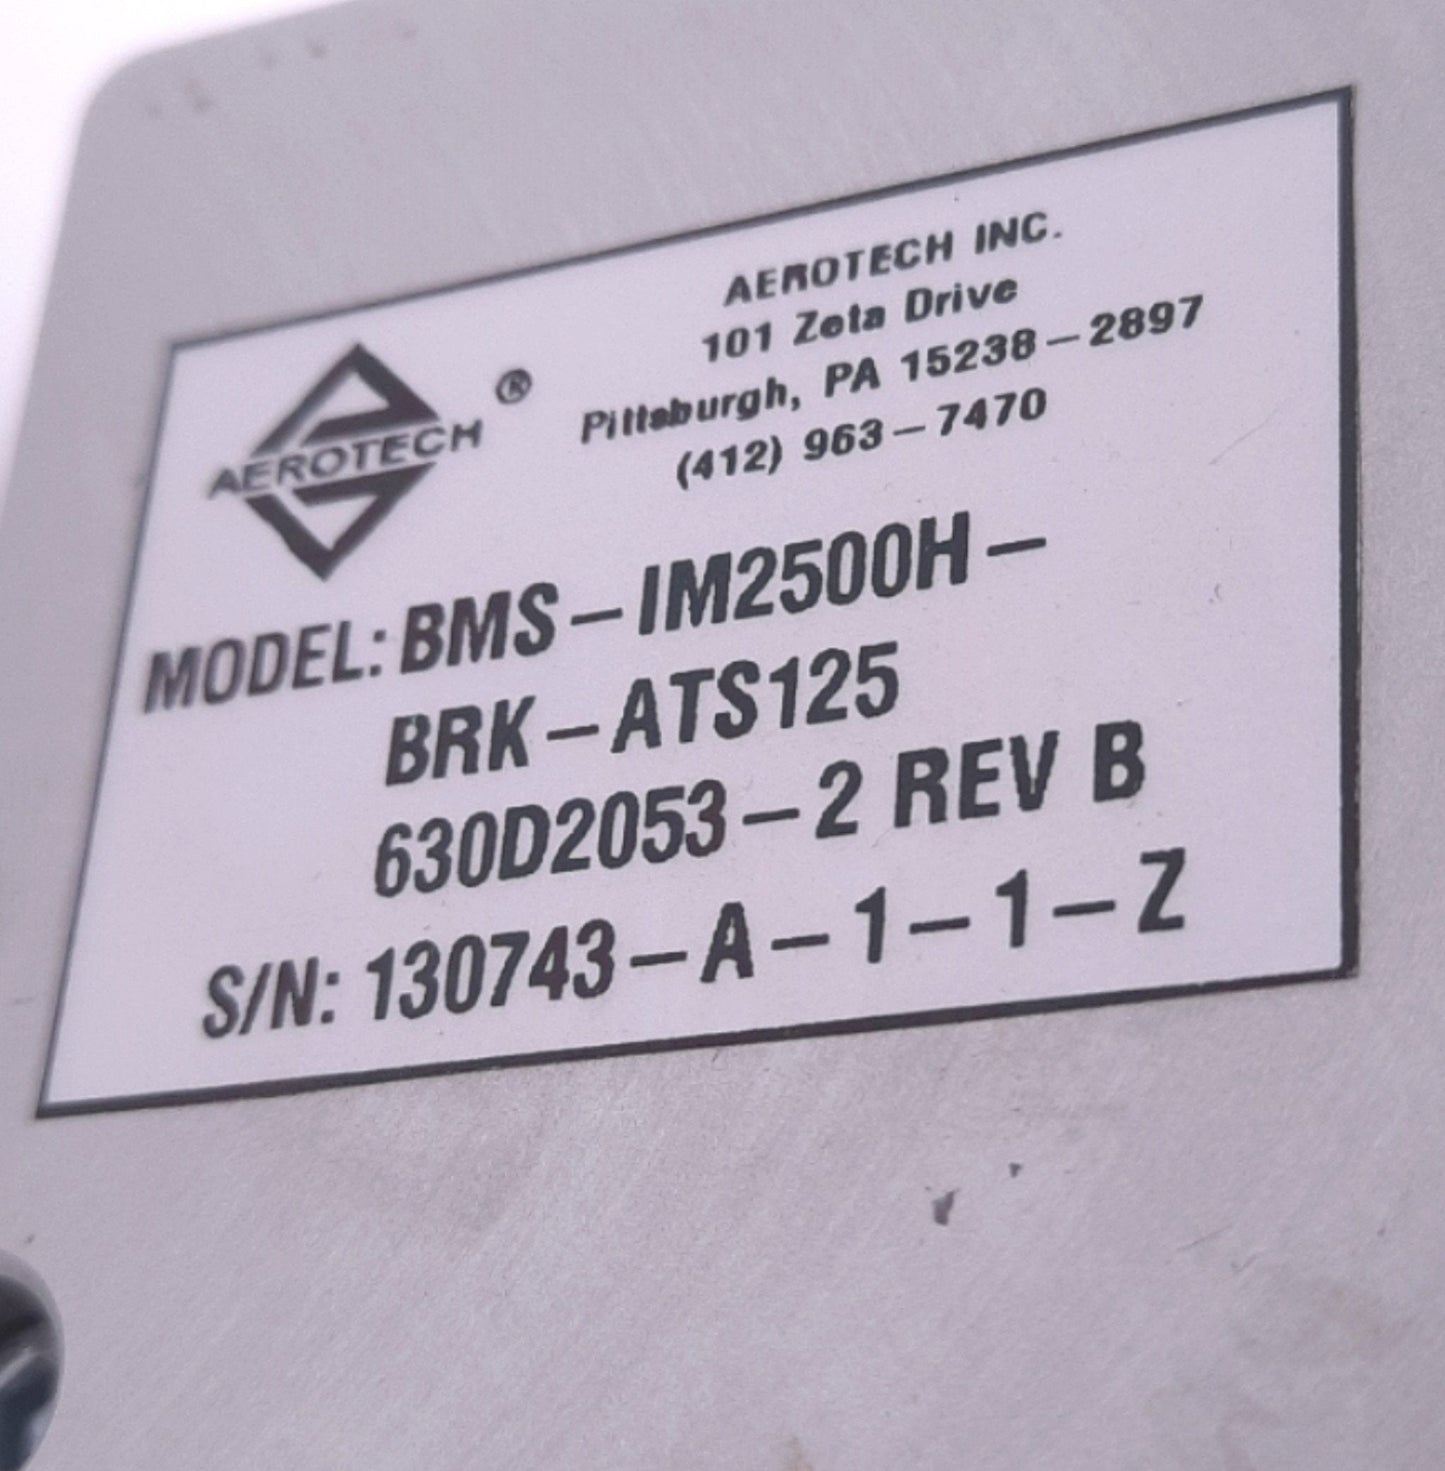 AEROTECH ®
AEROTECH INC.
101 Zeta Drive
Pittsburgh, PA 15238-2897
(412) 963-7470
MODEL: BMS-IM2500H-
BRK-ATS125
630D2053-2 REV B
S/N: 130743-A-1-1-Z